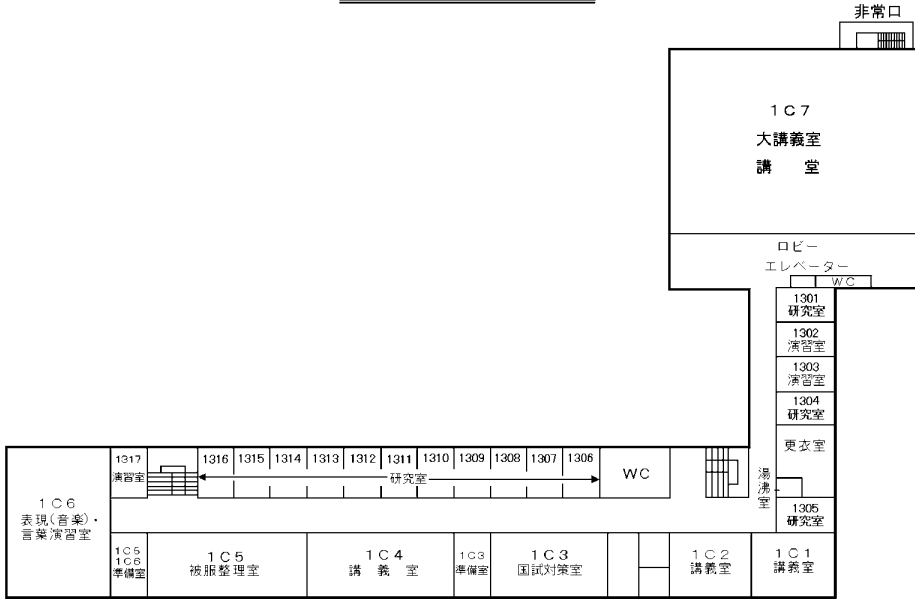 非常口
1C7
大講義室
講　堂
ロビー
エレベーター
WC
1301
研究室
1302
演習室
1303
演習室
1304
研究室
更衣室
湯沸室
1305
研究室
1317
演習室
1316 1315 1314 1313 1312 1311 1310 1309 1308 1307 1306
研究室
WC
1C6
表現(音楽)・
言葉演習室
1C5
1C6
準備室
1C5
被服整理室
1C4
講　義　室
1C3
準備室
1C3
国試対策室
1C2
講義室
1C1
講義室